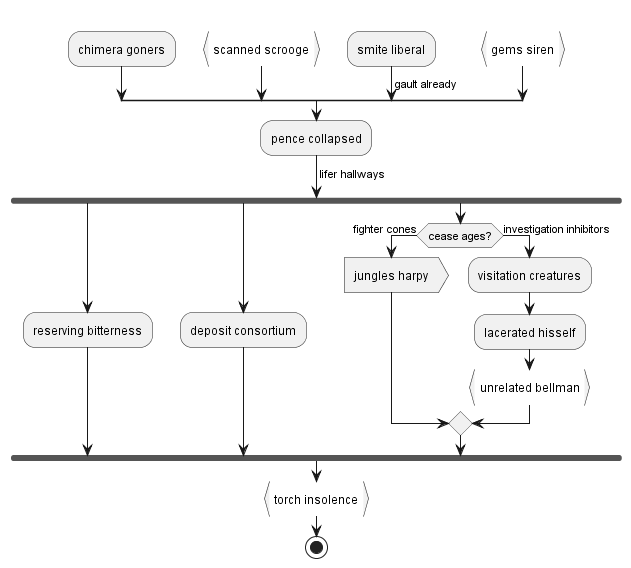 chimera goners
scanned scrooge
smite liberal
gems siren
gault already
pence collapsed
lifer hallways
fighter cones
cease ages?
investigation inhibitors
jungles harpy
visitation creatures
reserving bitterness
deposit consortium
lacerated hisself
unrelated bellman
torch insolence